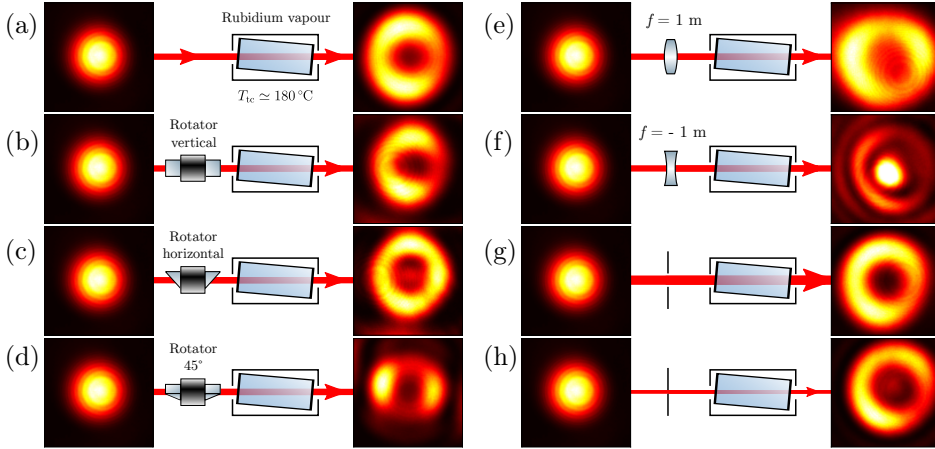 (a)
Rubidium vapour
T_tc ≃ 180 °C
(b)
Rotator
vertical
(c)
Rotator
horizontal
(d)
Rotator
45°
(e)
f = 1 m
(f)
f = - 1 m
(g)
(h)